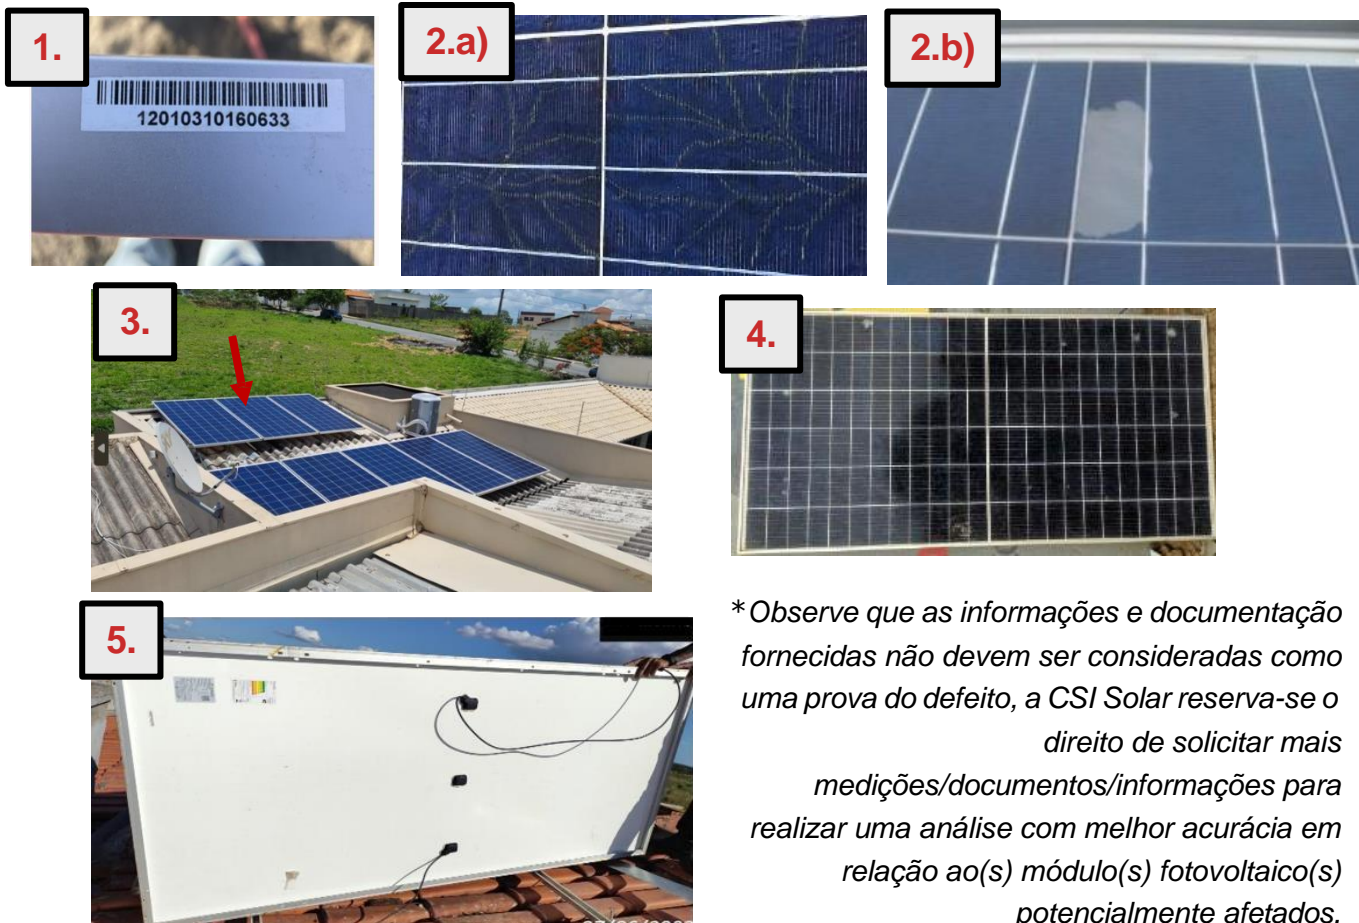 1.
12010310160633
2.a)
2.b)
3.
4.
5.
*Observe que as informações e documentação
fornecidas não devem ser consideradas como
uma prova do defeito, a CSI Solar reserva-se o
direito de solicitar mais
medições/documentos/informações para
realizar uma análise com melhor acurácia em
relação ao(s) módulo(s) fotovoltaico(s)
potencialmente afetados.